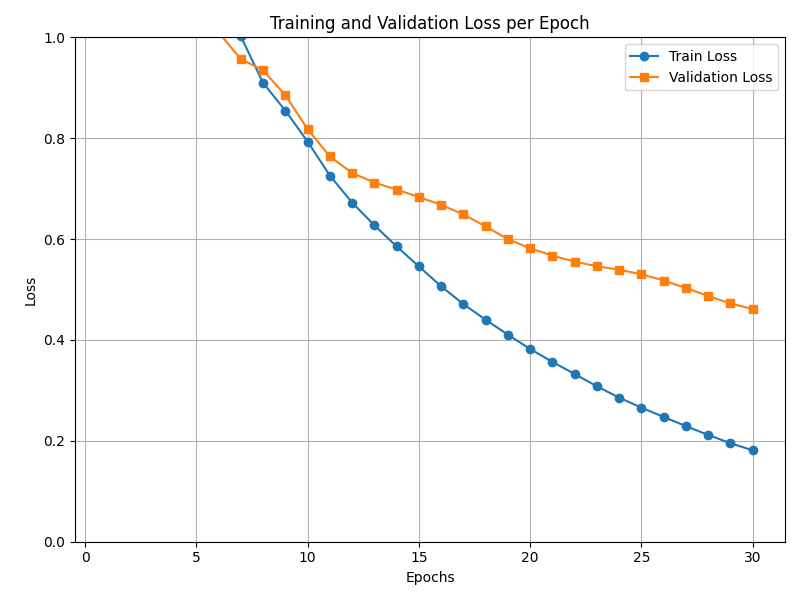 Training and Validation Loss per Epoch
Train Loss
Validation Loss
1.0
0.8
0.6
0.4
0.2
0.0
Loss
0 5 10 15 20 25 30
Epochs